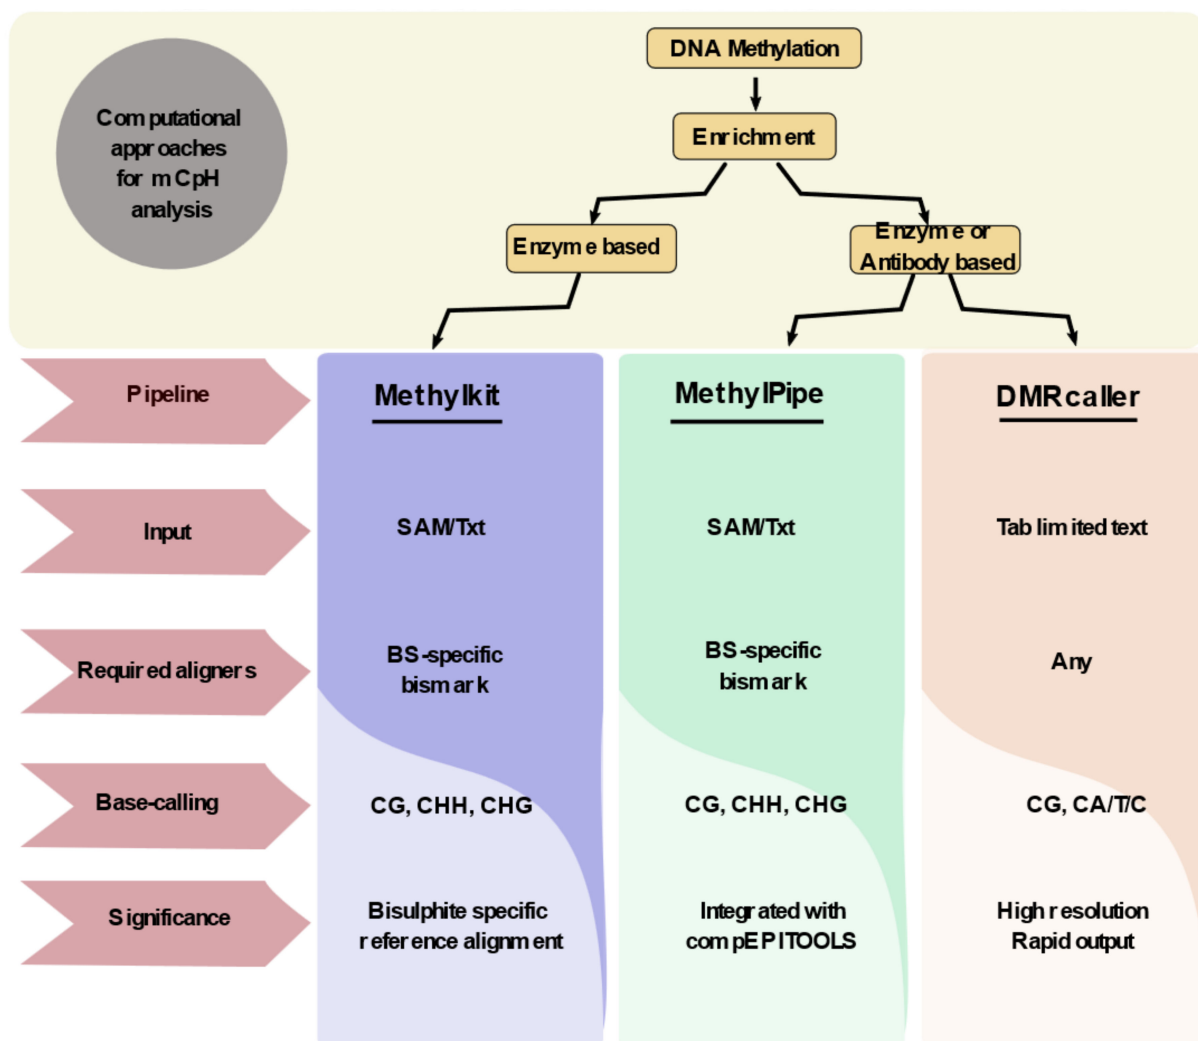 DNA Methylation
Computational
approaches
for mCpH
analysis
Enrichment
Enzyme based
Enzyme or
Antibody based
Pipeline
Methylkit
MethylPipe
DMRcaller
Input
SAM/Txt
SAM/Txt
Tab limited text
Required aligners
BS-specific
bismark
BS-specific
bismark
Any
Base-calling
CG, CHH, CHG
CG, CHH, CHG
CG, CA/T/C
Significance
Bisulphite specific
reference alignment
Integrated with
compEPITOOLS
High resolution
Rapid output